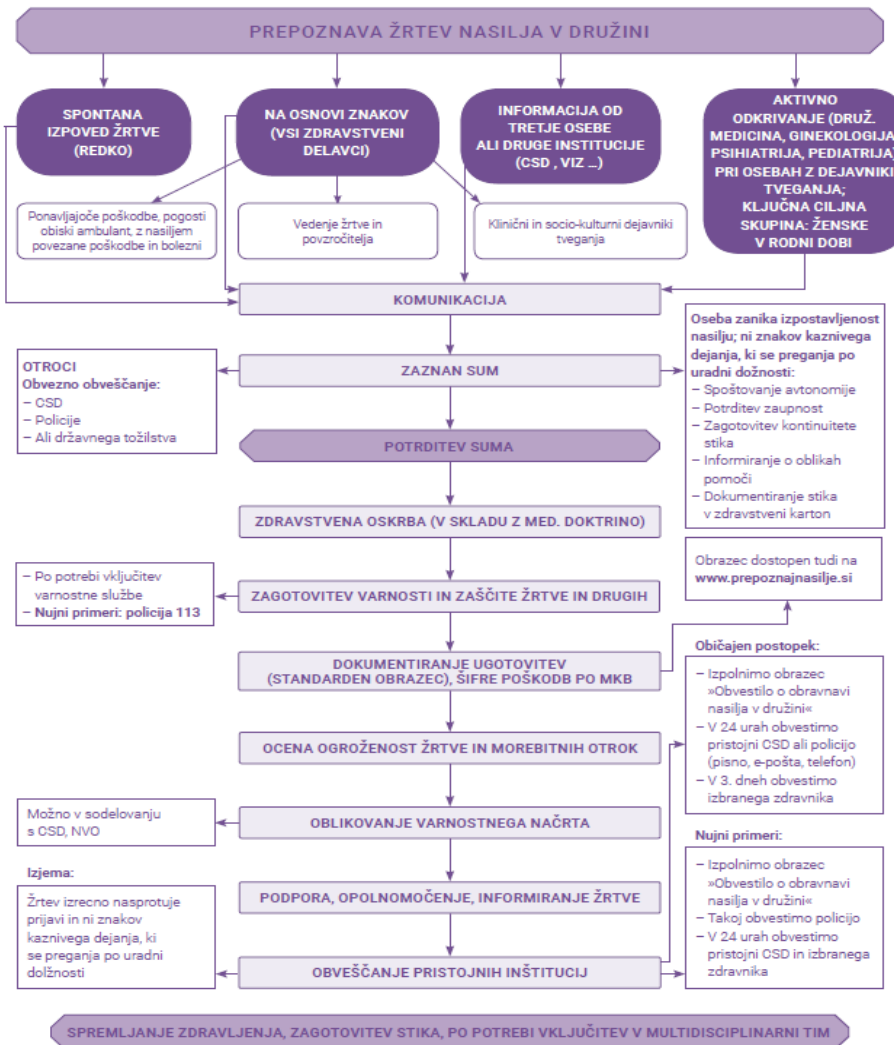 PREPOZNAVA ŽRTEV NASILJA V DRUŽINI
SPONTANA
IZPOVED ŽRTVE
(REDKO)
NA OSNOVI ZNAKOV
(VSI ZDRAVSTVENI
DELAVCI)
INFORMACIJA OD
TRETJE OSEBE
ALI DRUGE INSTITUCIJE
(CSD , VIZ ...)
AKTIVNO
ODKRIVANJE (DRUŽ.
MEDICINA, GINEKOLOGIJA,
PSIHIATRIJA, PEDIATRIJA)
PRI OSEBAH Z DEJAVNIKI
TVEGANJA;
KLJUČNA CILJNA
SKUPINA: ŽENSKE
V RODNI DOBI
Ponavljajoče poškodbe, pogosti
obiski ambulant, z nasiljem
povezane poškodbe in bolezni
Vedenje žrtve in
povzročitelja
Klinični in socio-kulturni dejavniki
tveganja
KOMUNIKACIJA
OTROCI
Obvezno obveščanje:
– CSD
– Policije
– Ali državnega tožilstva
ZAZNAN SUM
Oseba zanika izpostavljenost
nasilju; ni znakov kaznivega
dejanja, ki se preganja po
uradni dožnosti:
– Spoštovanje avtonomije
– Potrditev zaupnost
– Zagotovitev kontinuitete
stika
– Informiranje o oblikah
pomoči
– Dokumentiranje stika
v zdravstveni karton
POTRDITEV SUMA
ZDRAVSTVENA OSKRBA (V SKLADU Z MED. DOKTRINO)
Obrazec dostopen tudi na
www.prepoznajnasilje.si
– Po potrebi vključitev
varnostne službe
– Nujni primeri: policija 113
ZAGOTOVITEV VARNOSTI IN ZAŠČITE ŽRTVE IN DRUGIH
DOKUMENTIRANJE UGOTOVITEV
(STANDARDEN OBRAZEC), ŠIFRE POŠKODB PO MKB
Običajen postopek:
– Izpolnimo obrazec
»Obvestilo o obravnavi
nasilja v družini«
– V 24 urah obvestimo
pristojni CSD ali policijo
(pisno, e-pošta, telefon)
– V 3. dneh obvestimo
izbranega zdravnika
OCENA OGROŽENOST ŽRTVE IN MOREBITNIH OTROK
Možno v sodelovanju
s CSD, NVO
OBLIKOVANJE VARNOSTNEGA NAČRTA
Nujni primeri:
– Izpolnimo obrazec
»Obvestilo o obravnavi
nasilja v družini«
– Takoj obvestimo policijo
– V 24 urah obvestimo
pristojni CSD in izbranega
zdravnika
PODPORA, OPOLNOMOČENJE, INFORMIRANJE ŽRTVE
Izjema:
Žrtev izrecno nasprotuje
prijavi in ni znakov
kaznivega dejanja, ki
se preganja po uradni
dolžnosti
OBVEŠČANJE PRISTOJNIH INŠTITUCIJ
SPREMLJANJE ZDRAVLJENJA, ZAGOTOVITEV STIKA, PO POTREBI VKLJUČITEV V MULTIDISCIPLINARNI TIM